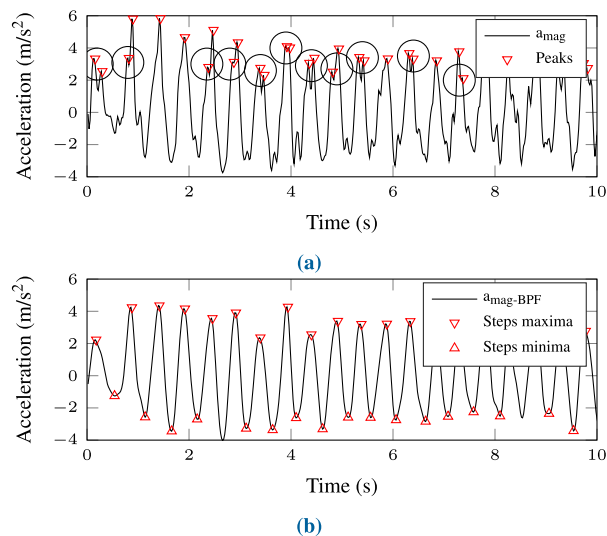 6
4
2
0
−2
−4
0
2
4
6
8
10
Acceleration (m/s²)
Time (s)
a_mag
Peaks
(a)
6
4
2
0
−2
−4
0
2
4
6
8
10
Acceleration (m/s²)
Time (s)
a_mag-BPF
Steps maxima
Steps minima
(b)